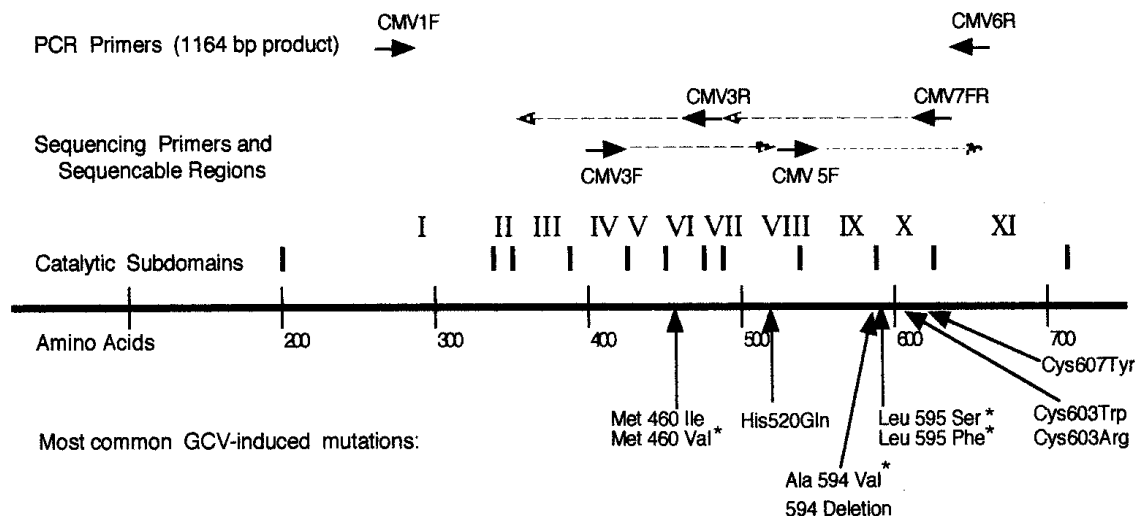 CMV1F
CMV6R
PCR Primers (1164 bp product)
CMV3R
CMV7FR
Sequencing Primers and
Sequencable Regions
CMV3F
CMV 5F
I II III IV V VI VII VIII IX X XI
Catalytic Subdomains
Amino Acids
200 300 400 500 600 700
Cys607Tyr
Met 460 Ile
Met 460 Val*
His520Gln
Leu 595 Ser*
Leu 595 Phe*
Cys603Trp
Cys603Arg
Most common GCV-induced mutations:
Ala 594 Val*
594 Deletion